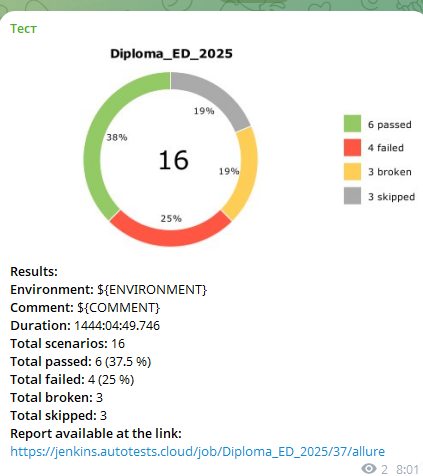 Тест
Diploma_ED_2025
19%
38%
16
19%
25%
6 passed
4 failed
3 broken
3 skipped
Results:
Environment: ${ENVIRONMENT}
Comment: ${COMMENT}
Duration: 1444:04:49.746
Total scenarios: 16
Total passed: 6 (37.5 %)
Total failed: 4 (25 %)
Total broken: 3
Total skipped: 3
Report available at the link:
https://jenkins.autotests.cloud/job/Diploma_ED_2025/37/allure
2 8:01